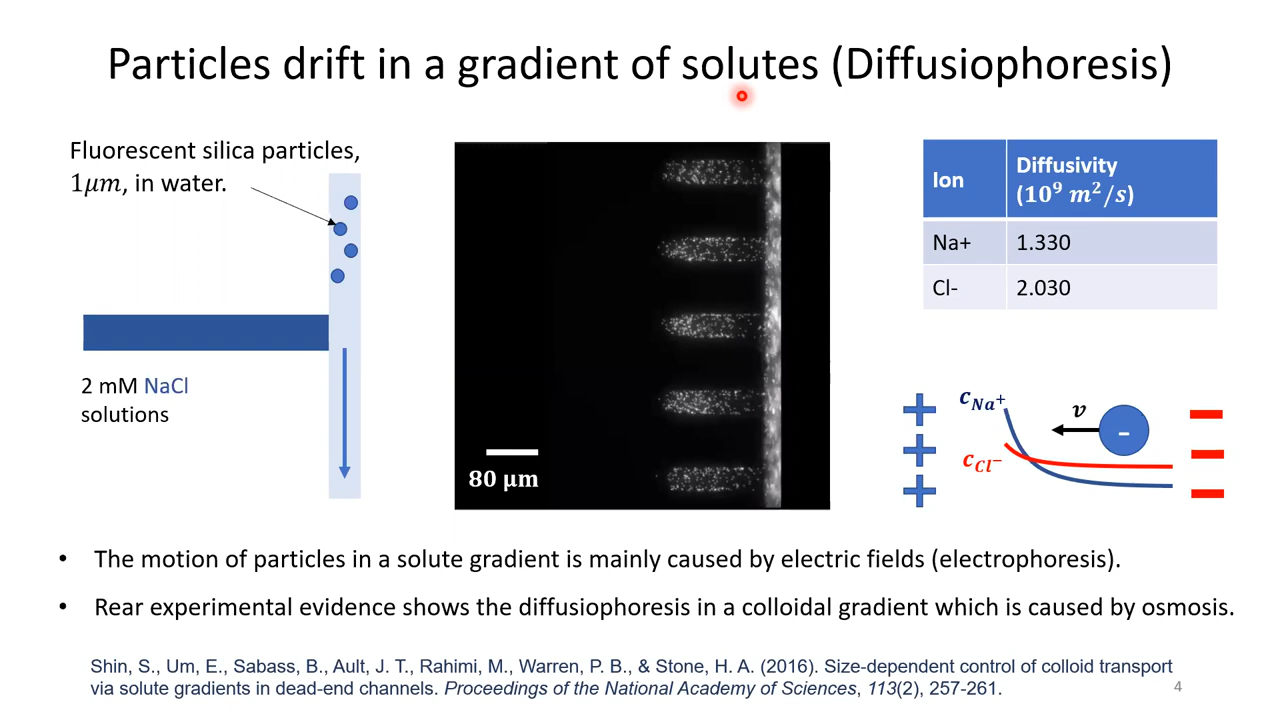 Particles drift in a gradient of solutes (Diffusiophoresis)
Fluorescent silica particles,
1μm, in water.
2 mM NaCl
solutions
80 μm
Ion
Diffusivity
(10⁹ m²/s)
Na+ 1.330
Cl- 2.030
+ + +
c_Na⁺
c_Cl⁻
v
-
- - -
• The motion of particles in a solute gradient is mainly caused by electric fields (electrophoresis).
• Rear experimental evidence shows the diffusiophoresis in a colloidal gradient which is caused by osmosis.
Shin, S., Um, E., Sabass, B., Ault, J. T., Rahimi, M., Warren, P. B., & Stone, H. A. (2016). Size-dependent control of colloid transport
via solute gradients in dead-end channels. Proceedings of the National Academy of Sciences, 113(2), 257-261.
4